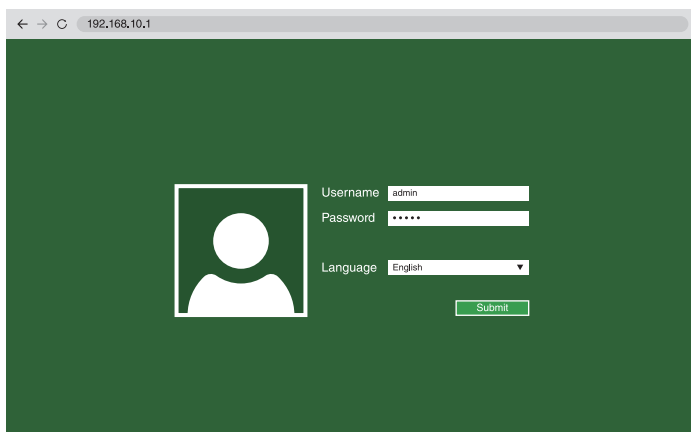 192.168.10.1
Username admin
Password •••••
Language English
Submit